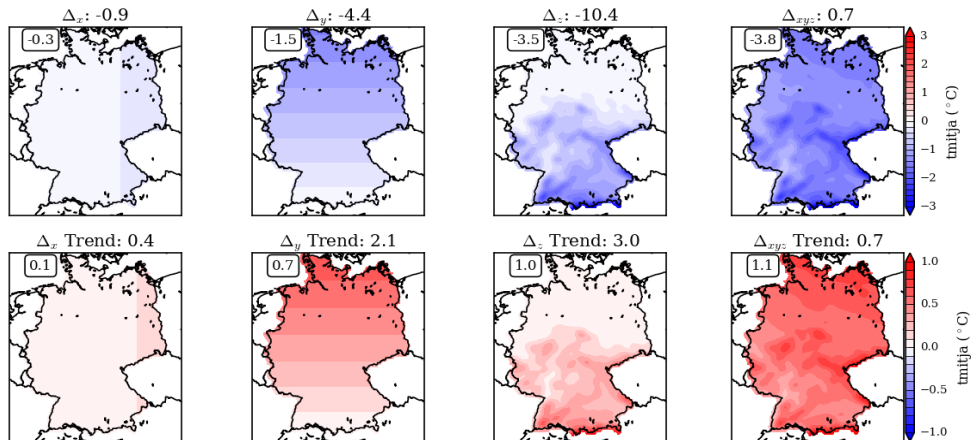 Δx: -0.9
Δy: -4.4
Δz: -10.4
Δxyz: 0.7
-0.3
-1.5
-3.5
-3.8
3
2
1
0
−1
−2
−3
tmitja (°C)
Δx Trend: 0.4
Δy Trend: 2.1
Δz Trend: 3.0
Δxyz Trend: 0.7
0.1
0.7
1.0
1.1
1.0
0.5
0.0
−0.5
−1.0
tmitja (°C)